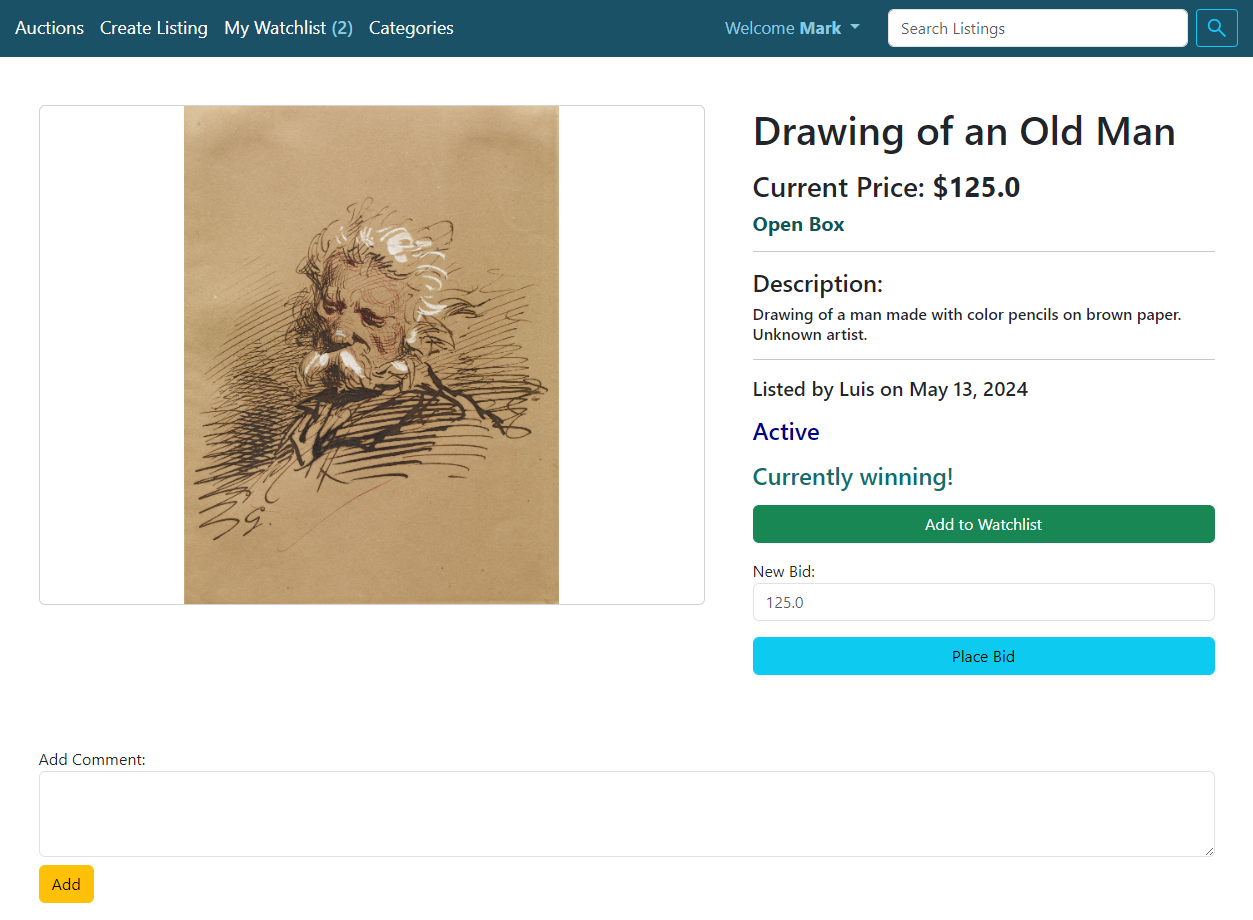 Auctions Create Listing My Watchlist (2) Categories Welcome Mark Search Listings
Drawing of an Old Man
Current Price: $125.0
Open Box
Description:
Drawing of a man made with color pencils on brown paper.
Unknown artist.
Listed by Luis on May 13, 2024
Active
Currently winning!
Add to Watchlist
New Bid:
125.0
Place Bid
Add Comment:
Add